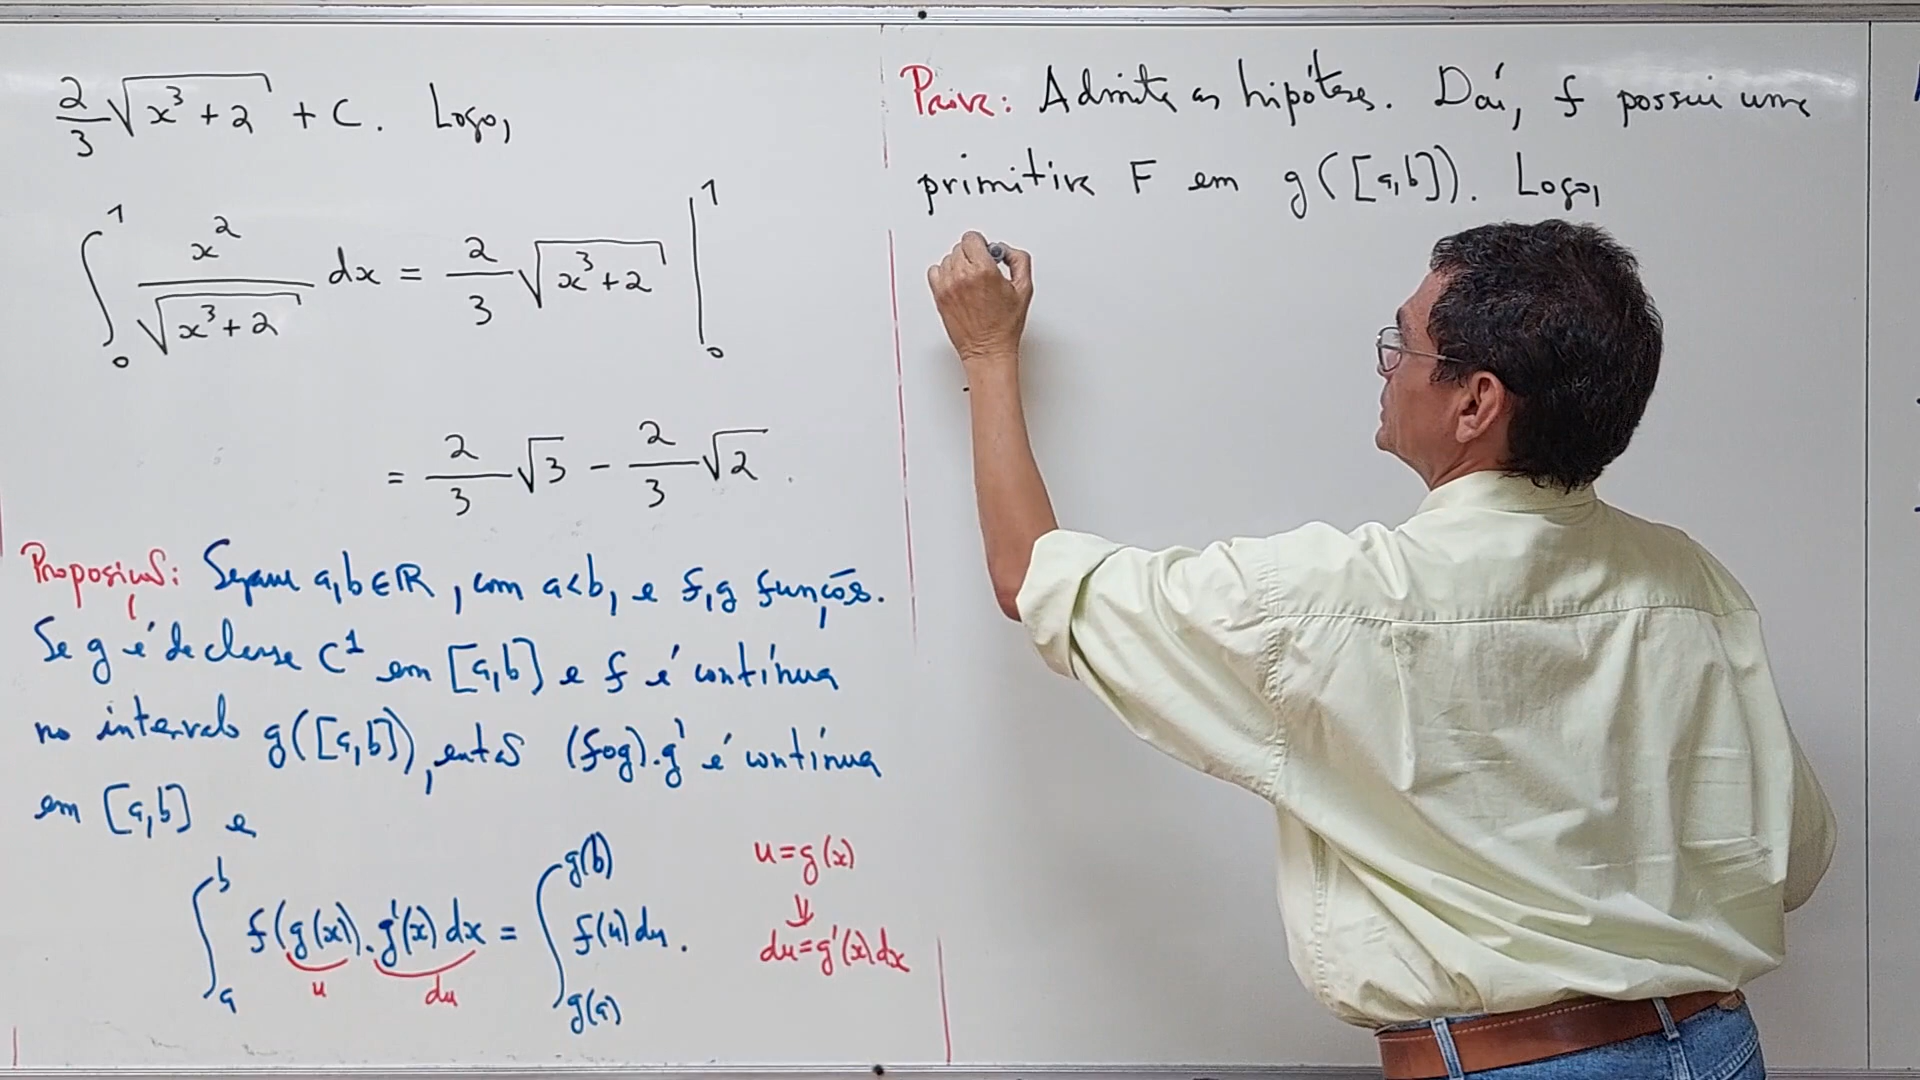 2/3 √(x³+2) + C. Logo,
∫₀¹ x²/√(x³+2) dx = 2/3 √(x³+2) |₀¹
= 2/3 √3 - 2/3 √2.
Proposição: Sejam a,b∈ℝ, com a<b, e f,g funções.
Se g é de classe C¹ em [a,b] e f é contínua
no intervalo g([a,b]), então (fog).g' é contínua
em [a,b] e
∫ₐᵇ f(g(x)).g'(x)dx = ∫_{g(a)}^{g(b)} f(u)du.
u du
u=g(x)
⇓
du=g'(x)dx
Prova: Admita as hipóteses. Daí, f possui uma
primitiva F em g([a,b]). Logo,